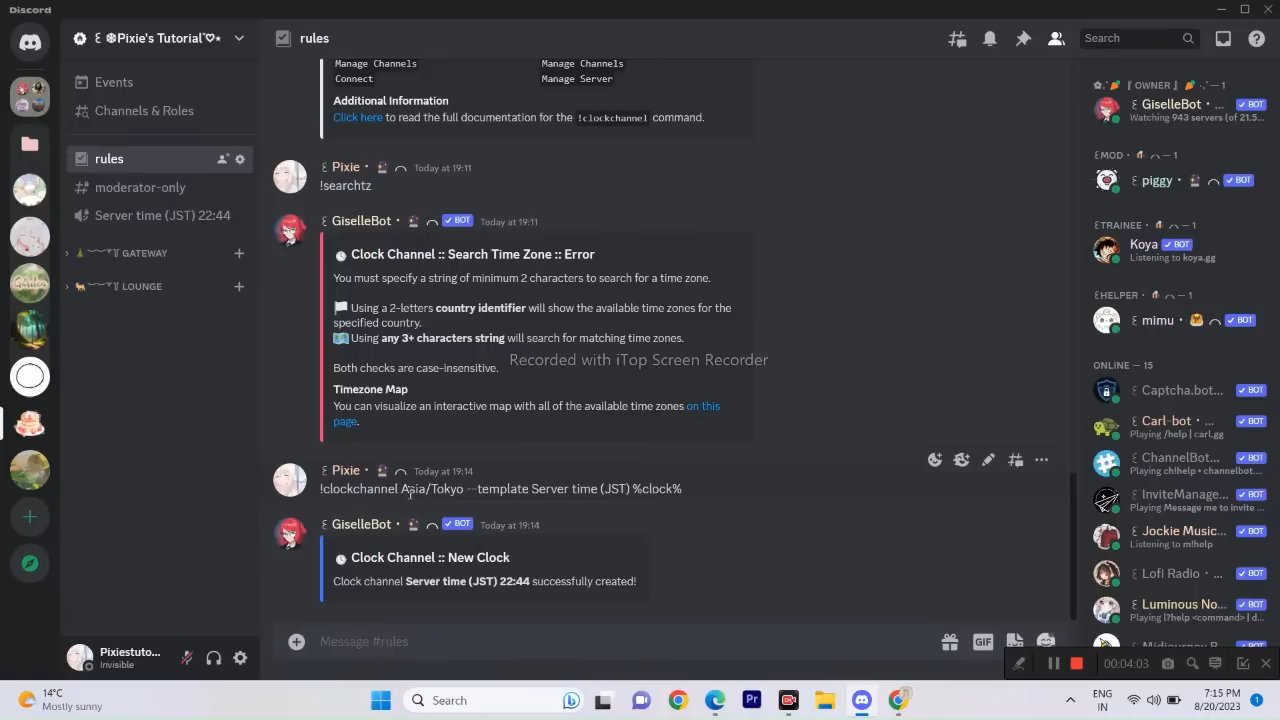 Discord
꒰ ❄Pixie's Tutorial♡⋆
rules
Search
Events
Channels & Roles
rules
moderator-only
Server time (JST) 22:44
GATEWAY
LOUNGE
Manage Channels
Manage Channels
Connect
Manage Server
Additional Information
Click here to read the full documentation for the !clockchannel command.
꒰ Pixie • Today at 19:11
!searchtz
꒰ GiselleBot • ✓ BOT Today at 19:11
Clock Channel :: Search Time Zone :: Error
You must specify a string of minimum 2 characters to search for a time zone.
Using a 2-letters country identifier will show the available time zones for the
specified country.
Using any 3+ characters string will search for matching time zones.
Both checks are case-insensitive.
Recorded with iTop Screen Recorder
Timezone Map
You can visualize an interactive map with all of the available time zones on this
page.
꒰ Pixie • Today at 19:14
!clockchannel Asia/Tokyo --template Server time (JST) %clock%
꒰ GiselleBot • ✓ BOT Today at 19:14
Clock Channel :: New Clock
Clock channel Server time (JST) 22:44 successfully created!
Message #rules
GIF
OWNER — 1
꒰ GiselleBot • ... ✓ BOT
Watching 943 servers (of 21.5...
꒰MOD • — 1
꒰ piggy • ✓ BOT
TRAINEE • — 1
Koya ✓ BOT
Listening to koya.gg
꒰HELPER • — 1
꒰ mimu • ✓ BOT
ONLINE — 15
Captcha.bot... ✓ BOT
꒰ Carl-bot ... ✓ BOT
Playing /help | carl.gg
ChannelBot... ✓ BOT
Playing ch!help • channelbot...
InviteManage... ✓ BOT
Playing Message me to invite ...
Jockie Music... ✓ BOT
Listening to m!help
꒰ Lofi Radio • ... ✓ BOT
꒰ Luminous No... ✓ BOT
Playing l?help <command> | d...
Pixiestuto...
Invisible
00:04:03
14°C
Mostly sunny
Search
Pr
ENG
IN
7:15 PM
8/20/2023
1